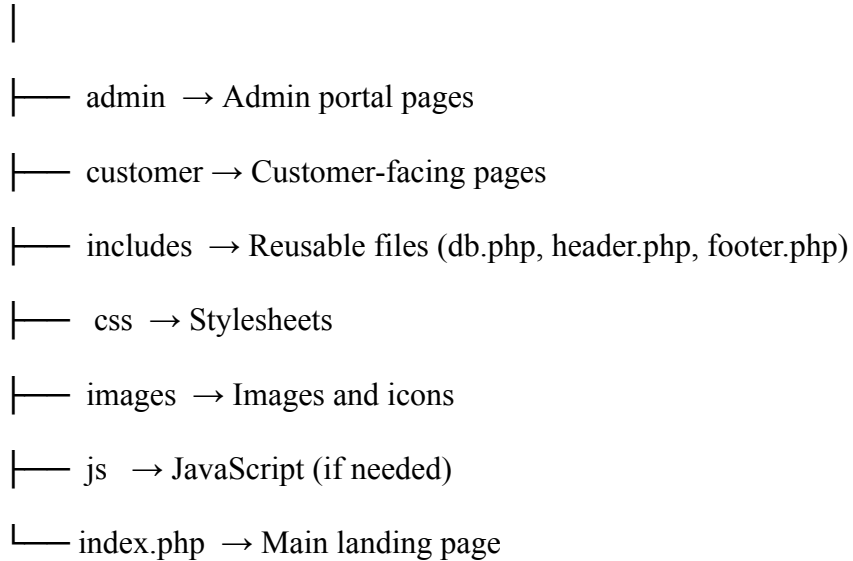 │
├── admin → Admin portal pages
├── customer → Customer-facing pages
├── includes → Reusable files (db.php, header.php, footer.php)
├── css → Stylesheets
├── images → Images and icons
├── js → JavaScript (if needed)
└── index.php → Main landing page